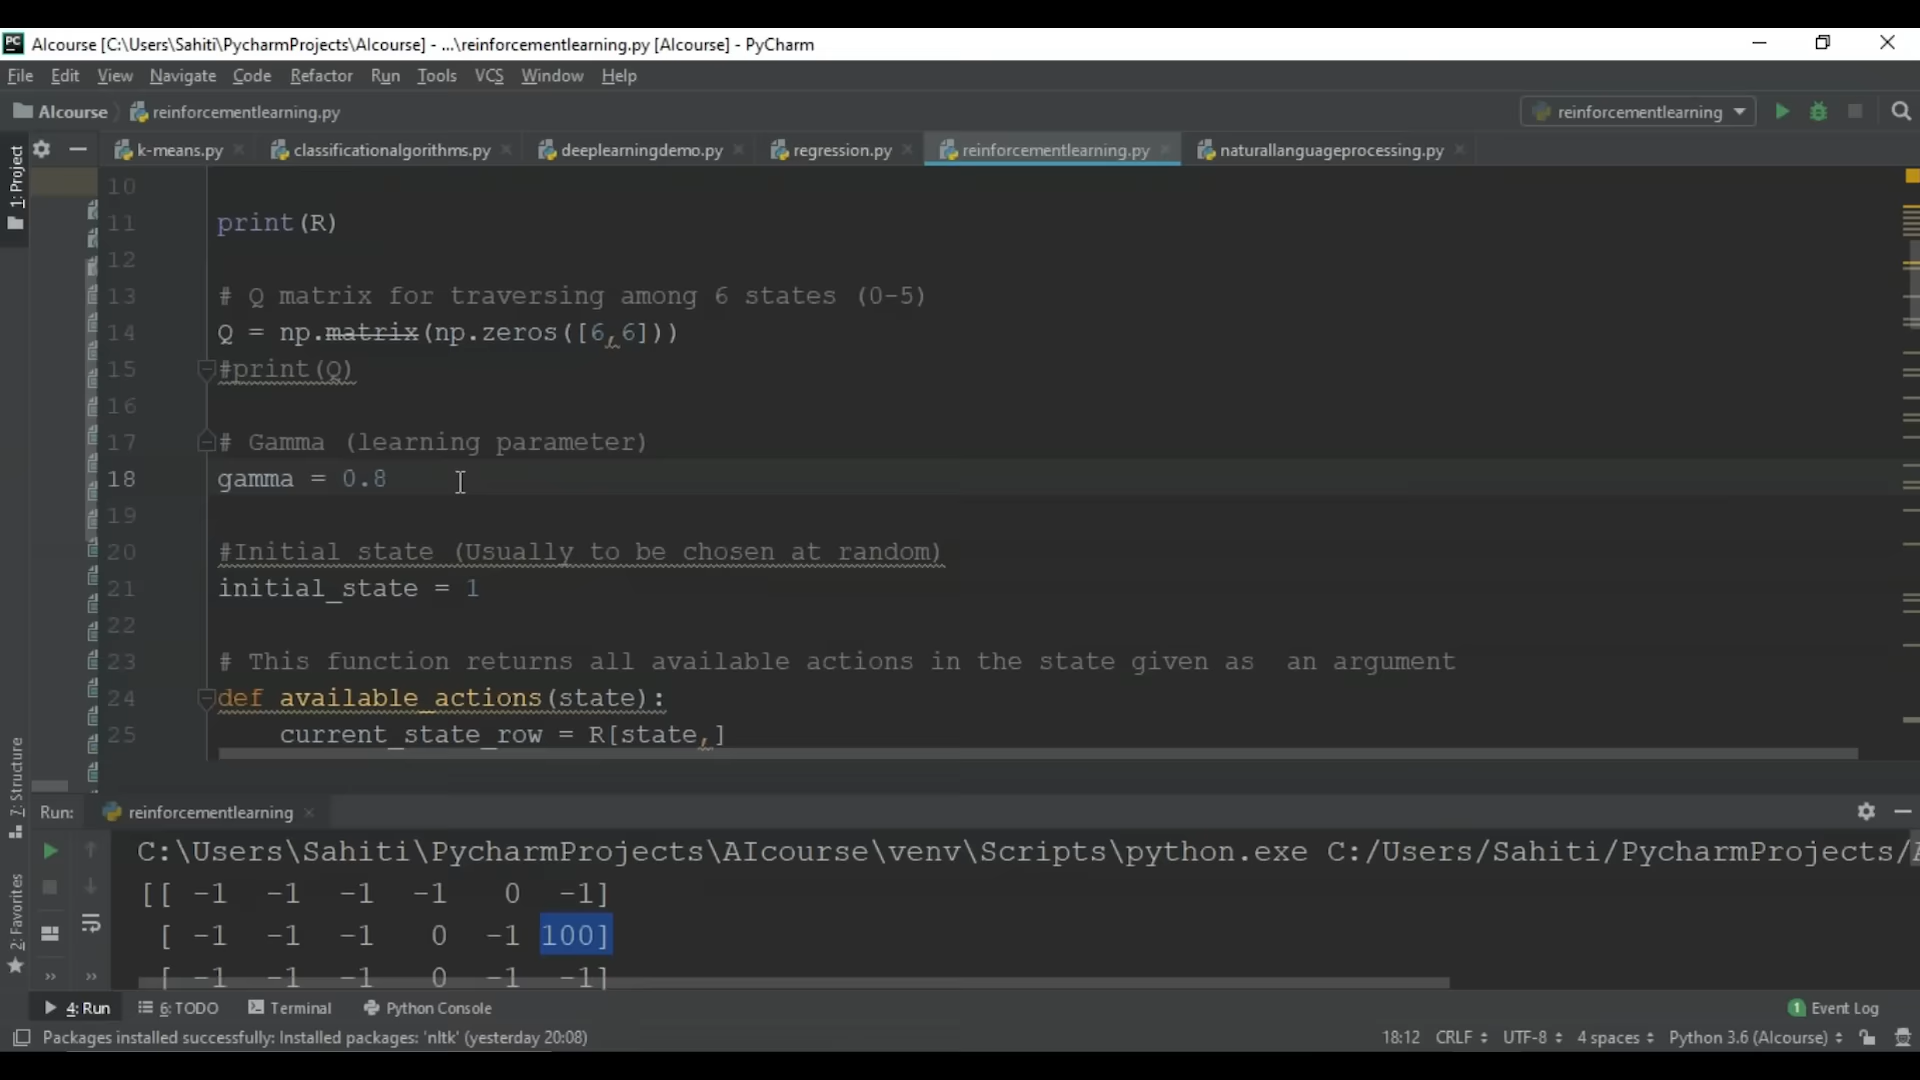 AIcourse [C:\Users\Sahiti\PycharmProjects\AIcourse] - ...\reinforcementlearning.py [AIcourse] - PyCharm
File Edit View Navigate Code Refactor Run Tools VCS Window Help
AIcourse reinforcementlearning.py reinforcementlearning
1: Project k-means.py classificationalgorithms.py deeplearningdemo.py regression.py reinforcementlearning.py naturallanguageprocessing.py
10
11 print(R)
12
13 # Q matrix for traversing among 6 states (0-5)
14 Q = np.matrix(np.zeros([6,6]))
15 #print(Q)
16
17 # Gamma (learning parameter)
18 gamma = 0.8
19
20 #Initial state (Usually to be chosen at random)
21 initial_state = 1
22
23 # This function returns all available actions in the state given as  an argument
24 def available_actions(state):
25 current_state_row = R[state,]
7: Structure
2: Favorites
Run: reinforcementlearning
C:\Users\Sahiti\PycharmProjects\AIcourse\venv\Scripts\python.exe C:/Users/Sahiti/PycharmProjects/
[[ -1 -1 -1 -1 0 -1]
[ -1 -1 -1 0 -1 100]
[ -1 -1 -1 0 -1 -1]
4: Run 6: TODO Terminal Python Console 1 Event Log
Packages installed successfully: Installed packages: 'nltk' (yesterday 20:08) 18:12 CRLF UTF-8 4 spaces Python 3.6 (AIcourse)